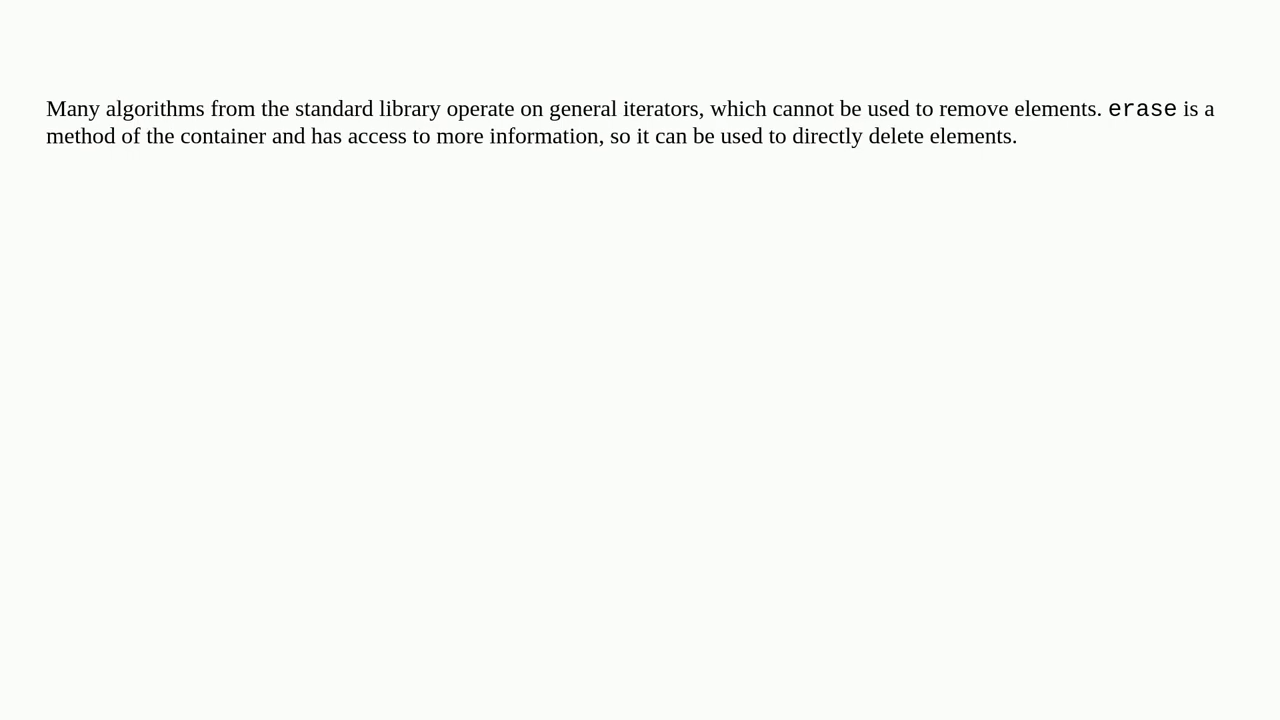 Many algorithms from the standard library operate on general iterators, which cannot be used to remove elements. erase is a
method of the container and has access to more information, so it can be used to directly delete elements.